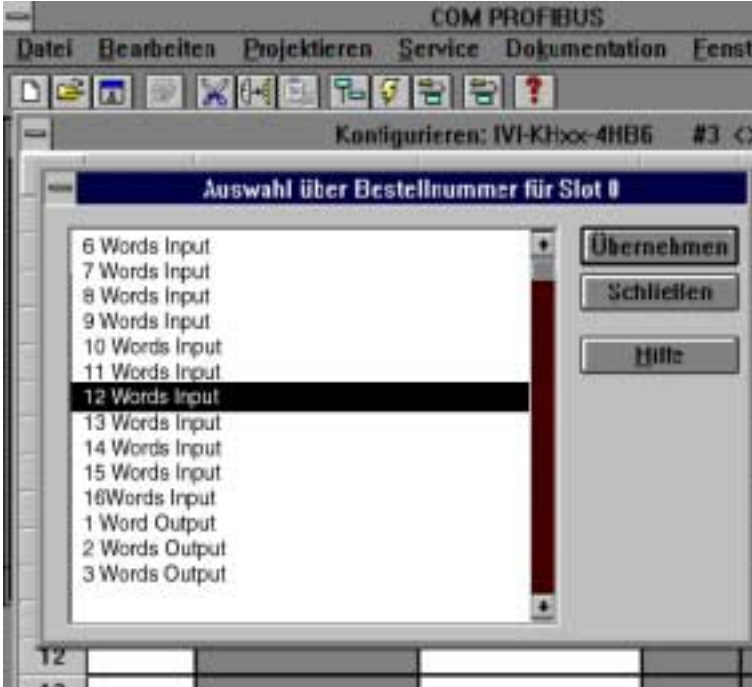 COM PROFIBUS
Datei Bearbeiten Projektieren Service Dokumentation Fenst
Konfigurieren: IVI-KHxx-4HB6 #3
Auswahl über Bestellnummer für Slot 0
6 Words Input
7 Words Input
8 Words Input
9 Words Input
10 Words Input
11 Words Input
12 Words Input
13 Words Input
14 Words Input
15 Words Input
16Words Input
1 Word Output
2 Words Output
3 Words Output
Übernehmen
Schließen
Hilfe
12